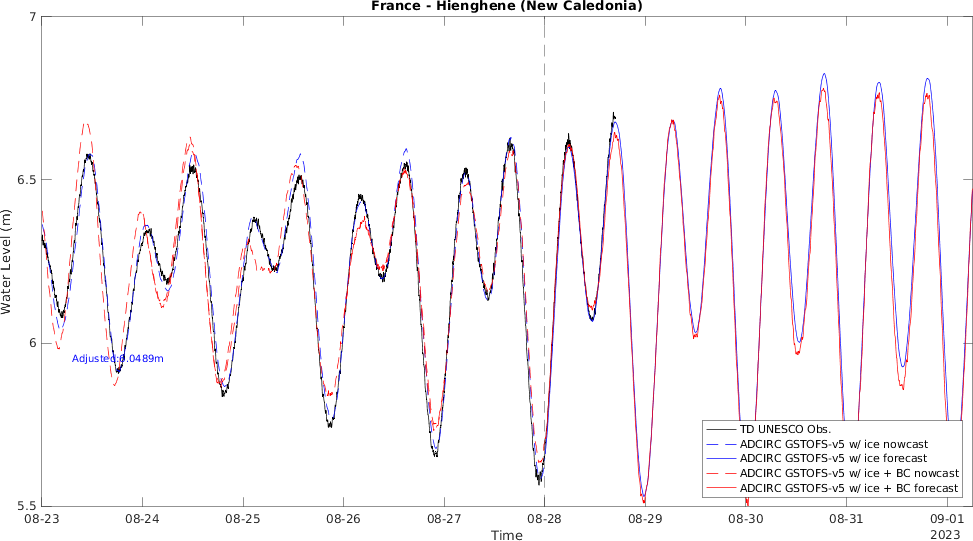 France - Hienghene (New Caledonia)
7
6.5
6
5.5
Water Level (m)
Adjusted:0.0489m
TD UNESCO Obs.
ADCIRC GSTOFS-v5 w/ ice nowcast
ADCIRC GSTOFS-v5 w/ ice forecast
ADCIRC GSTOFS-v5 w/ ice + BC nowcast
ADCIRC GSTOFS-v5 w/ ice + BC forecast
08-23 08-24 08-25 08-26 08-27 08-28 08-29 08-30 08-31 09-01
2023
Time